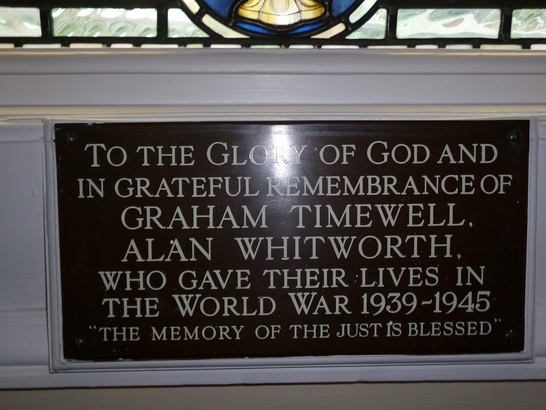 TO THE GLORY OF GOD AND
IN GRATEFUL REMEMBRANCE OF
GRAHAM TIMEWELL,
ALAN WHITWORTH,
WHO GAVE THEIR LIVES IN
THE WORLD WAR 1939-1945
"THE MEMORY OF THE JUST IS BLESSED"